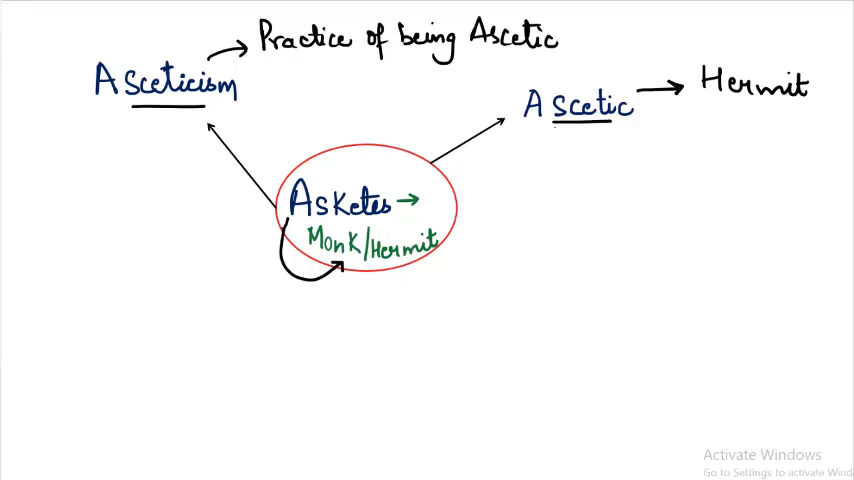 Practice of being Ascetic
Asceticism
Ascetic
Hermit
Asketes
Monk/Hermit
Activate Windows
Go to Settings to activate Wind